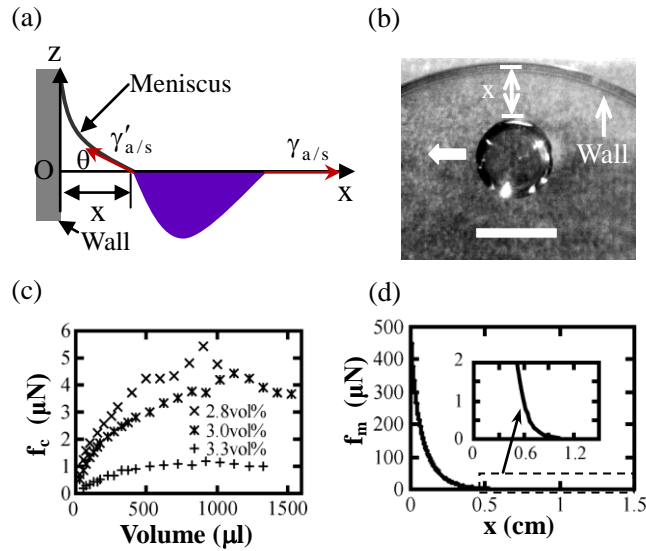 (a)
z
Meniscus
γ′a/s
γa/s
θ
O
x
x
Wall
(b)
x
Wall
(c)
6
5
4
3
2
1
0
fc (μN)
× 2.8vol%
✱ 3.0vol%
+ 3.3vol%
0 500 1000 1500
Volume (μl)
(d)
500
400
300
200
100
0
fm (μN)
2
1
0
0 0.6 1.2
0 0.5 1 1.5
x (cm)